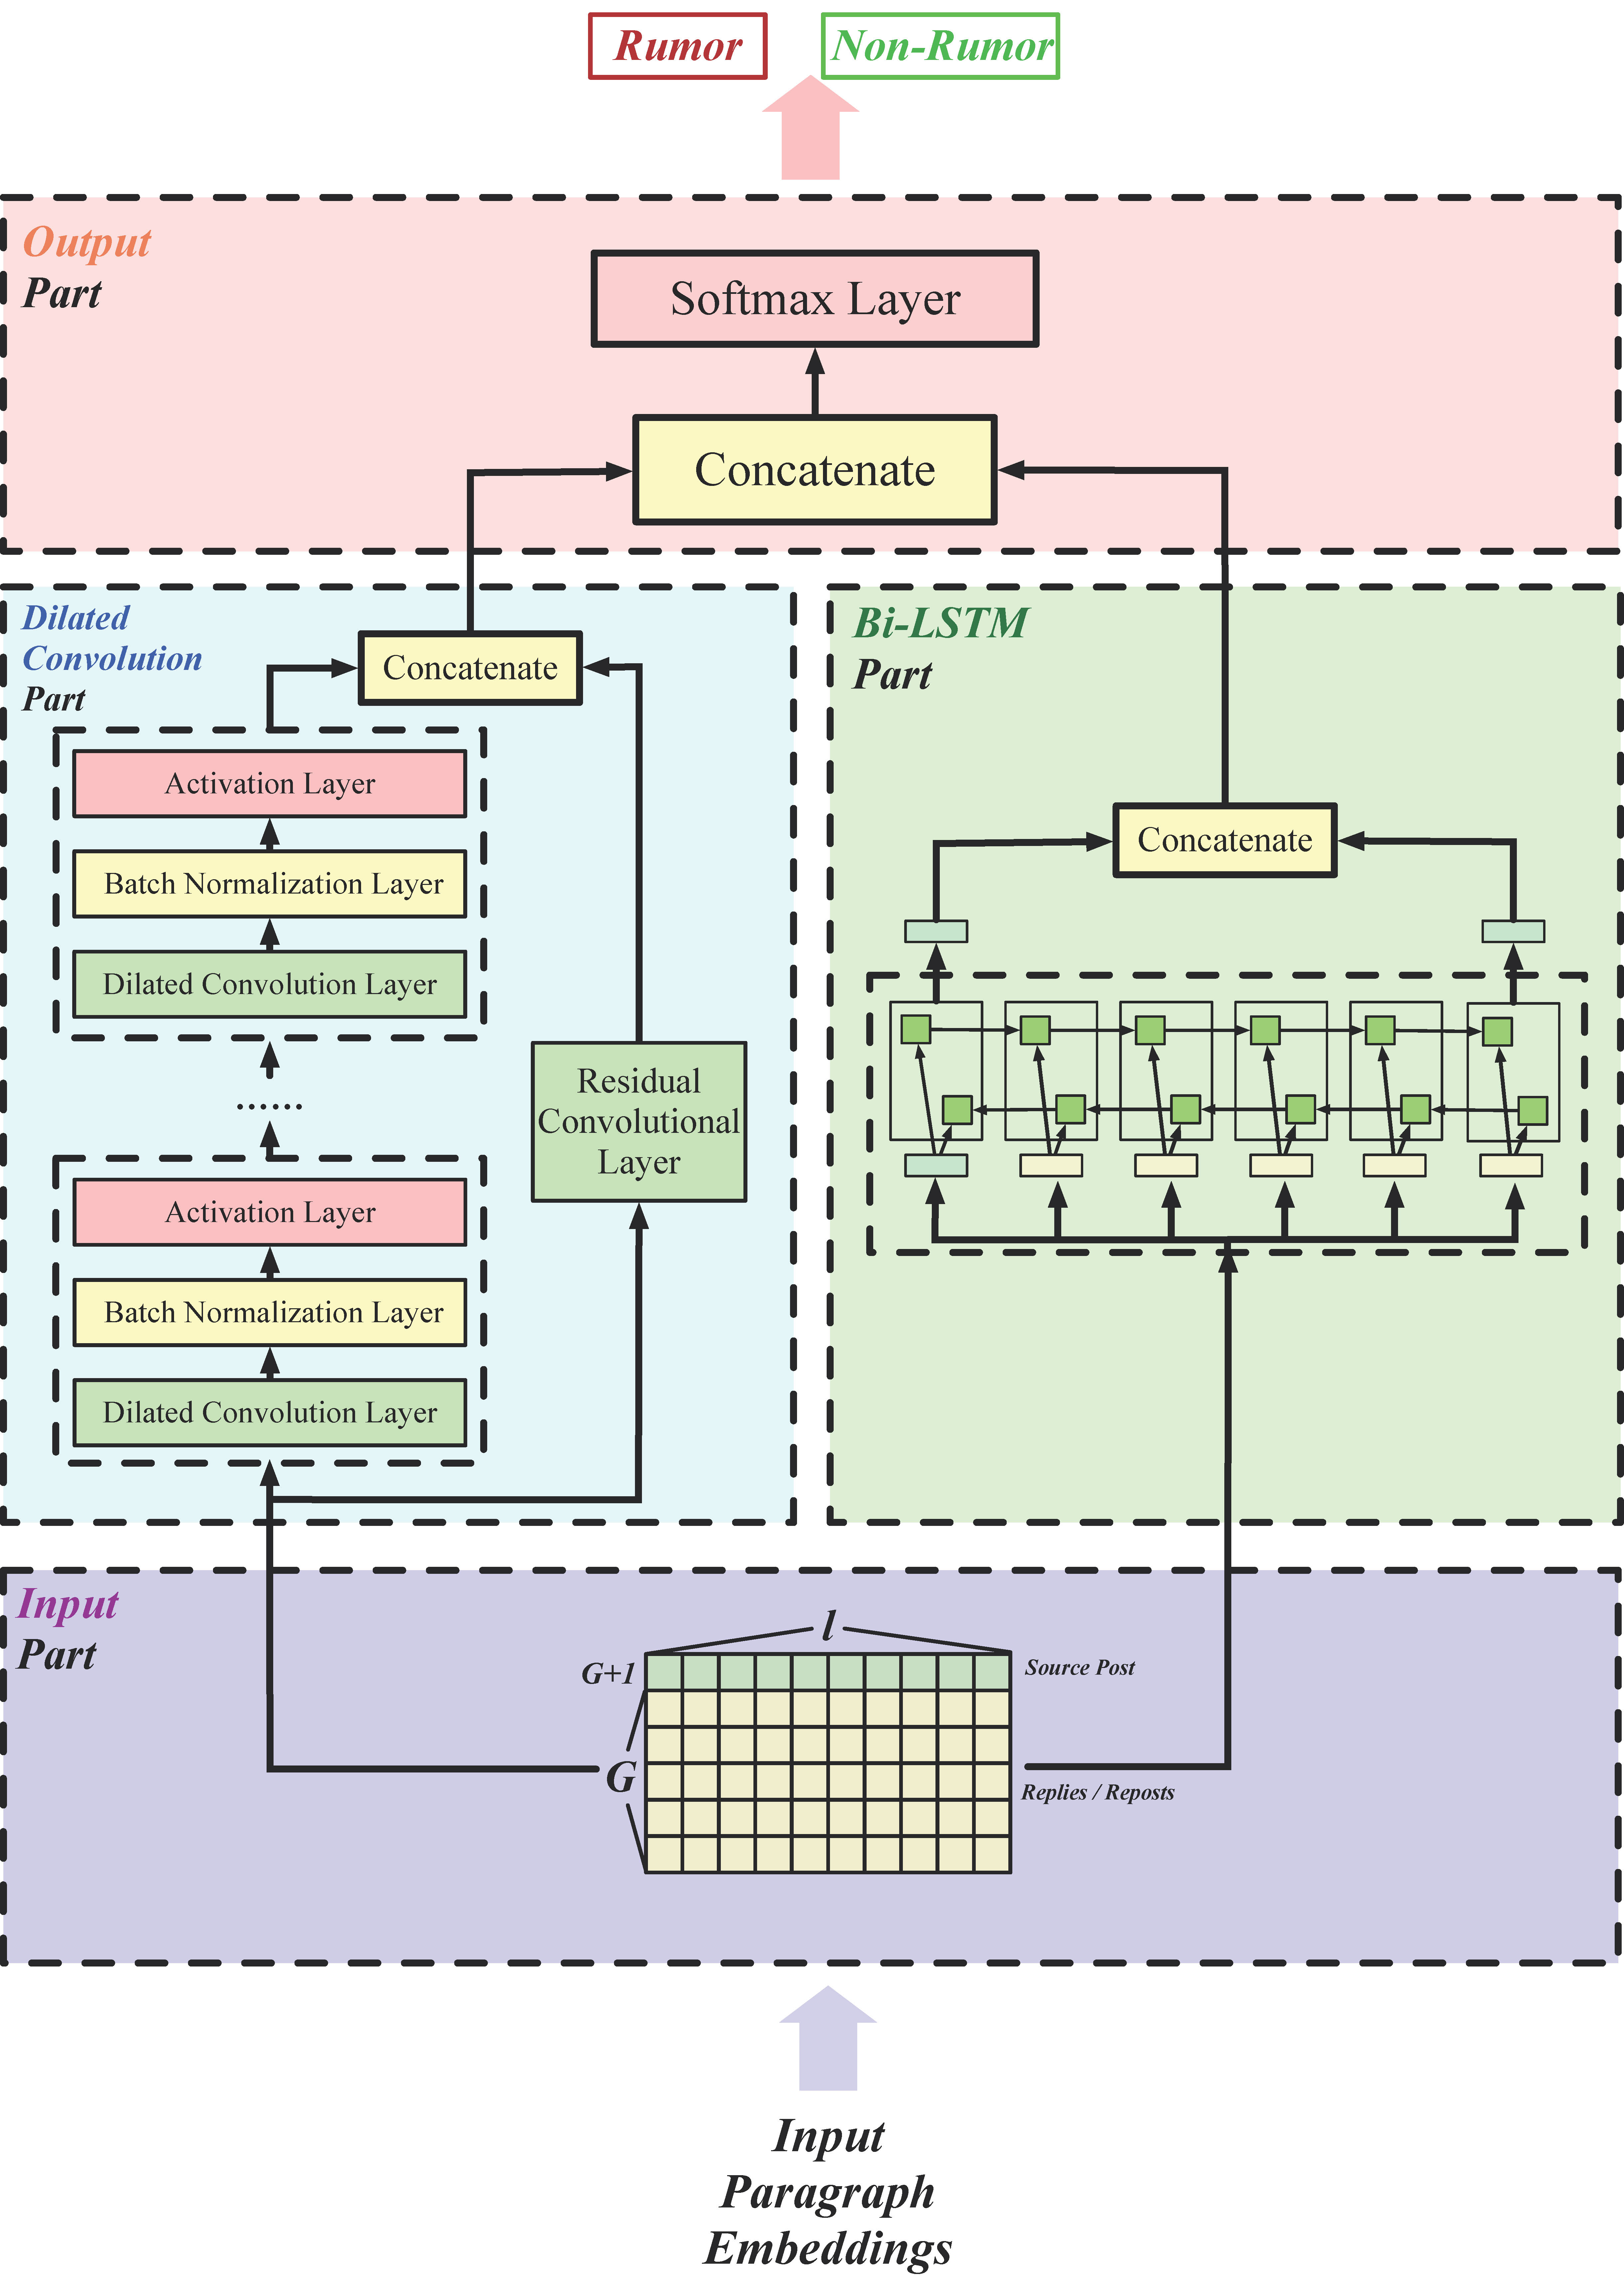 Rumor
Non-Rumor
Output
Part
Softmax Layer
Concatenate
Dilated
Convolution
Part
Concatenate
Activation Layer
Batch Normalization Layer
Dilated Convolution Layer
......
Activation Layer
Batch Normalization Layer
Dilated Convolution Layer
Residual
Convolutional
Layer
Bi-LSTM
Part
Concatenate
Input
Part
l
G+1
Source Post
G
Replies / Reposts
Input
Paragraph
Embeddings